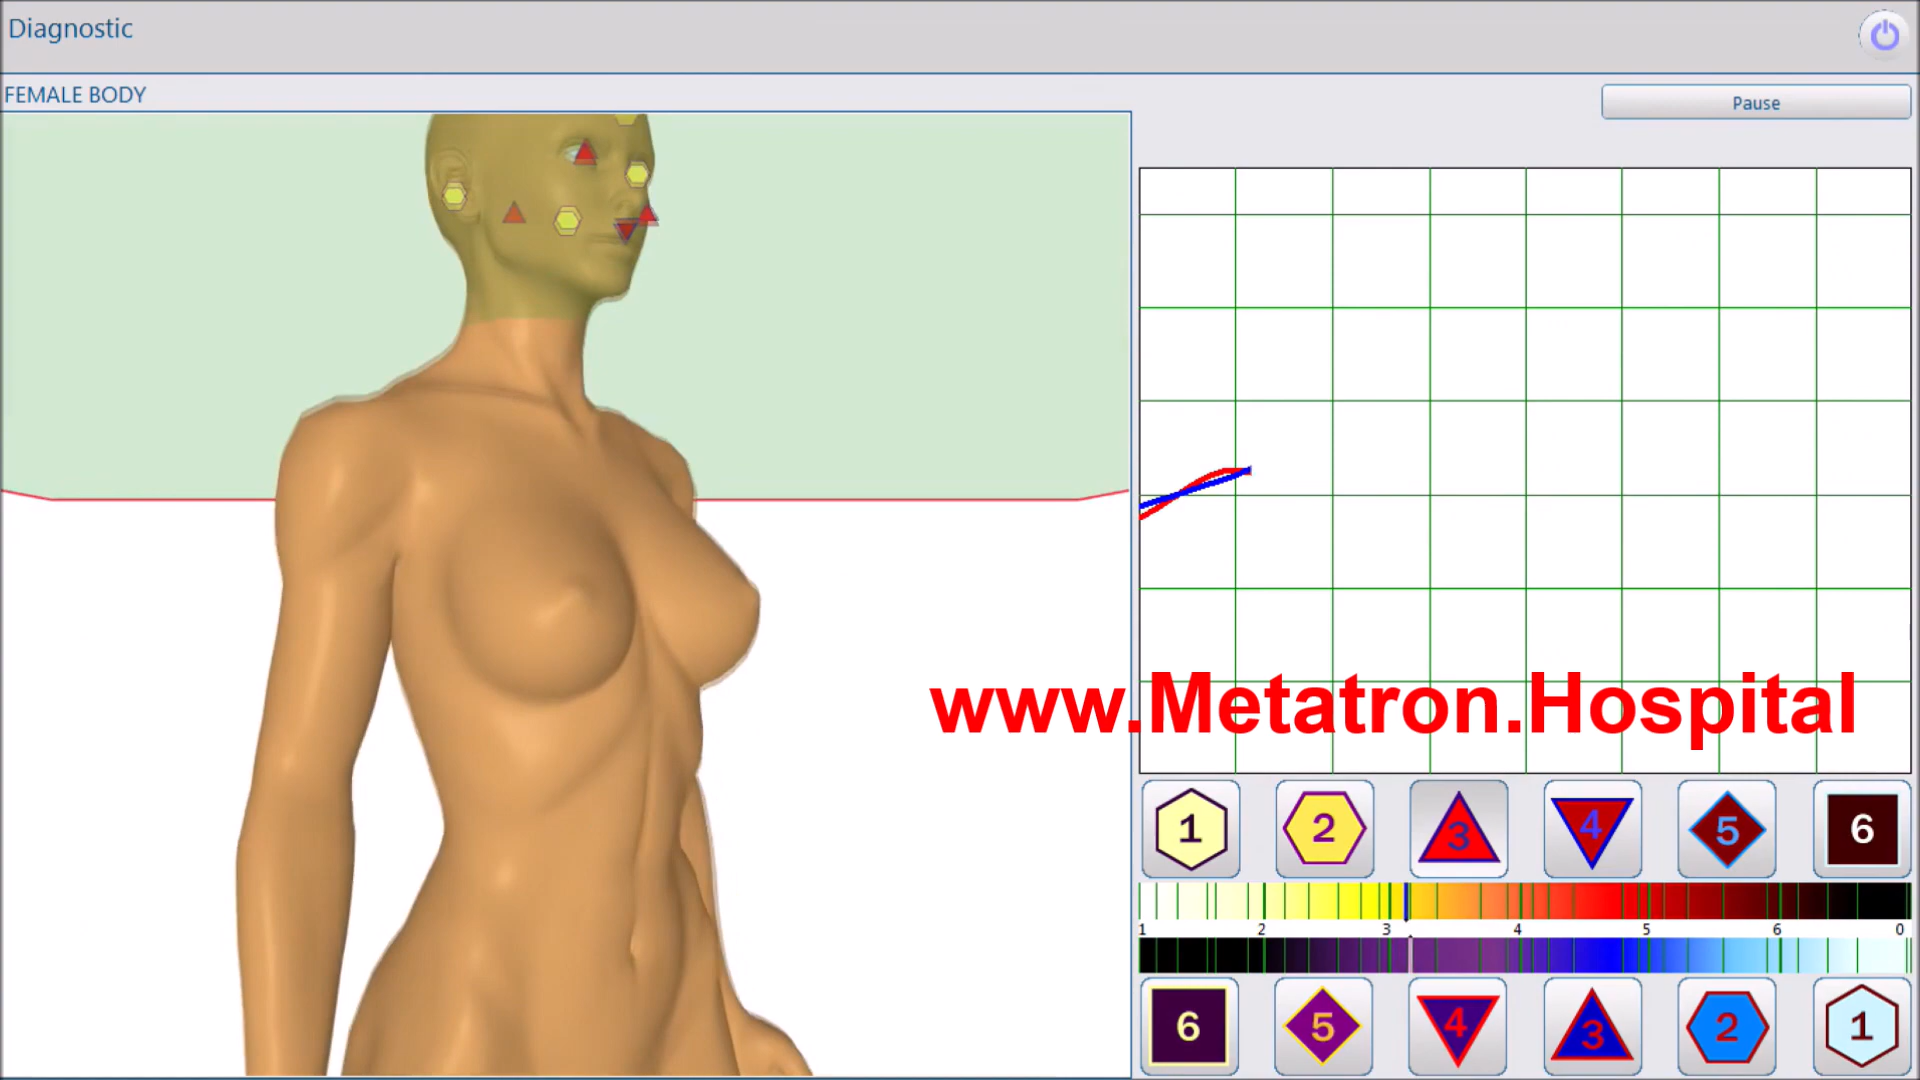 Diagnostic
FEMALE BODY
Pause
www.Metatron.Hospital
1 2 3 4 5 6
1 2 3 4 5 6 0
6 5 4 3 2 1